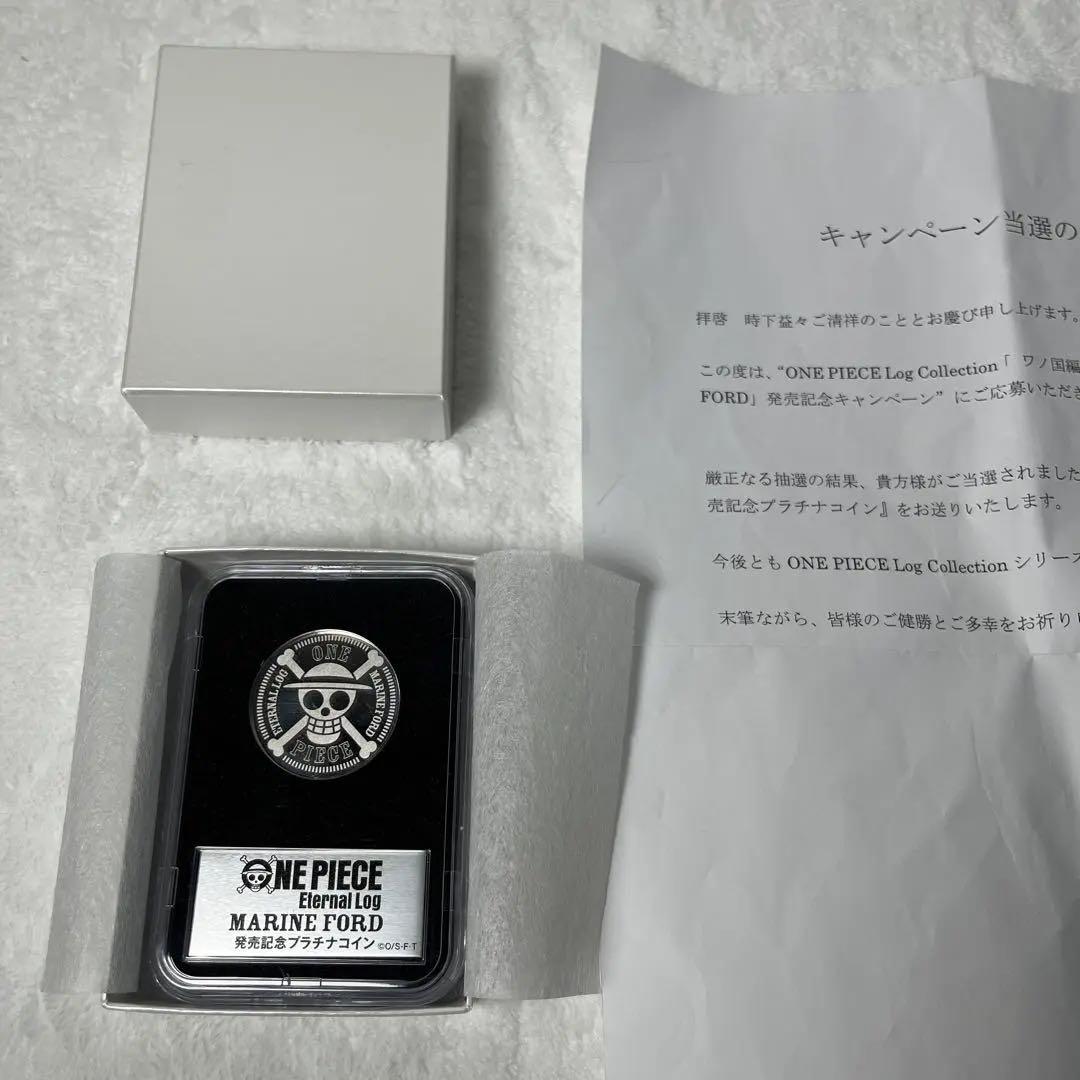 キャンペーン当選の
拝啓　時下益々ご清祥のこととお慶び申し上げます。
この度は、“ONE PIECE Log Collection「 ワノ国編
FORD」発売記念キャンペーン” にご応募いただき
厳正なる抽選の結果、貴方様がご当選されました
売記念プラチナコイン』をお送りいたします。
今後とも ONE PIECE Log Collection シリーズ
末筆ながら、皆様のご健勝とご多幸をお祈り
ONE
ETERNAL LOG
MARINE FORD
PIECE
ONE PIECE
Eternal Log
MARINE FORD
発売記念プラチナコイン ©O/S·F·T